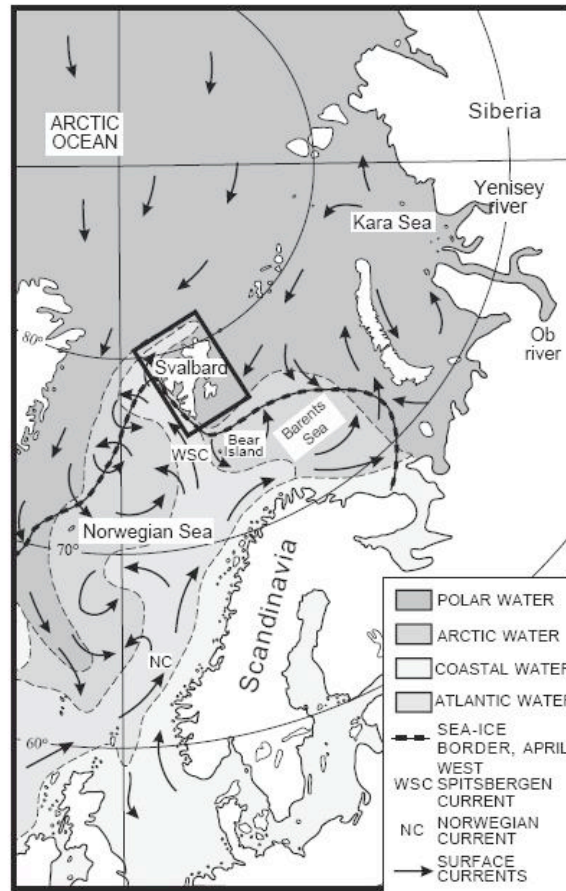 ARCTIC
OCEAN
Siberia
Yenisey
river
Kara Sea
Ob
river
80°
Svalbard
WSC
Bear
Island
Barents
Sea
Norwegian Sea
70°
Scandinavia
NC
60°
POLAR WATER
ARCTIC WATER
COASTAL WATER
ATLANTIC WATER
SEA-ICE
BORDER, APRIL
WEST
WSC SPITSBERGEN
CURRENT
NC NORWEGIAN
CURRENT
SURFACE
CURRENTS